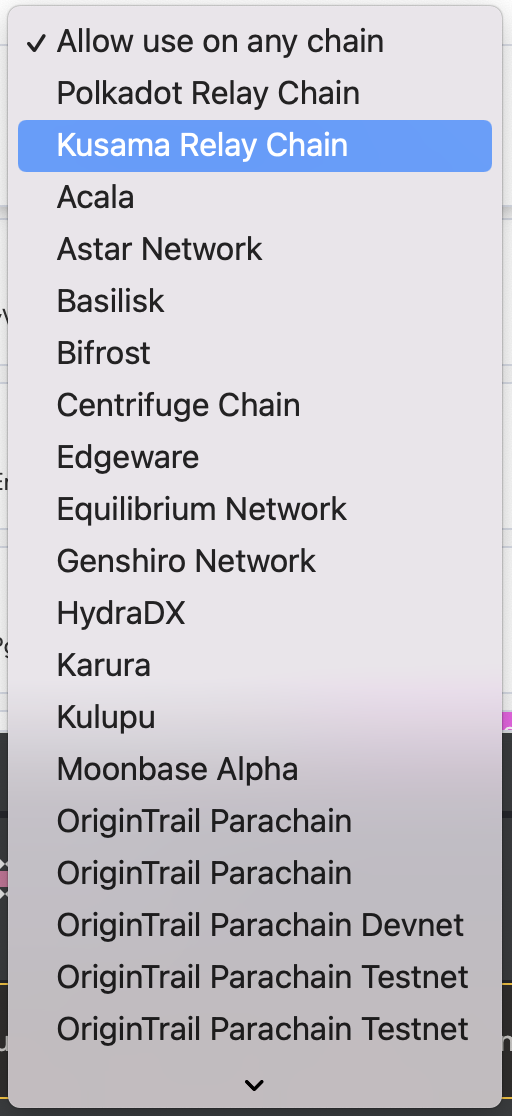 ✓ Allow use on any chain
Polkadot Relay Chain
Kusama Relay Chain
Acala
Astar Network
Basilisk
Bifrost
Centrifuge Chain
Edgeware
Equilibrium Network
Genshiro Network
HydraDX
Karura
Kulupu
Moonbase Alpha
OriginTrail Parachain
OriginTrail Parachain
OriginTrail Parachain Devnet
OriginTrail Parachain Testnet
OriginTrail Parachain Testnet